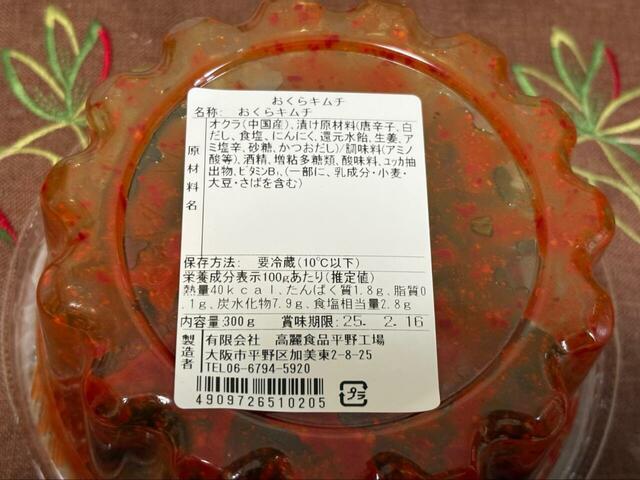 おくらキムチ
名称: おくらキムチ
原材料名
オクラ(中国産)、漬け原材料(唐辛子、白
だし、食塩、にんにく、還元水飴、生姜、ア
ミ塩辛、砂糖、かつおだし)/調味料(アミノ
酸等)、酒精、増粘多糖類、酸味料、ユッカ抽
出物、ビタミンB₁、(一部に、乳成分・小麦・
大豆・さばを含む)
保存方法: 要冷蔵(10℃以下)
栄養成分表示100gあたり(推定値)
熱量40kcal、たんぱく質1.8g、脂質0
.1g、炭水化物7.9g、食塩相当量2.8g
内容量 300g 賞味期限:25. 2.16
製造者
有限会社 高麗食品平野工場
大阪市平野区加美東2-8-25
TEL06-6794-5920
4909726510205
プラ